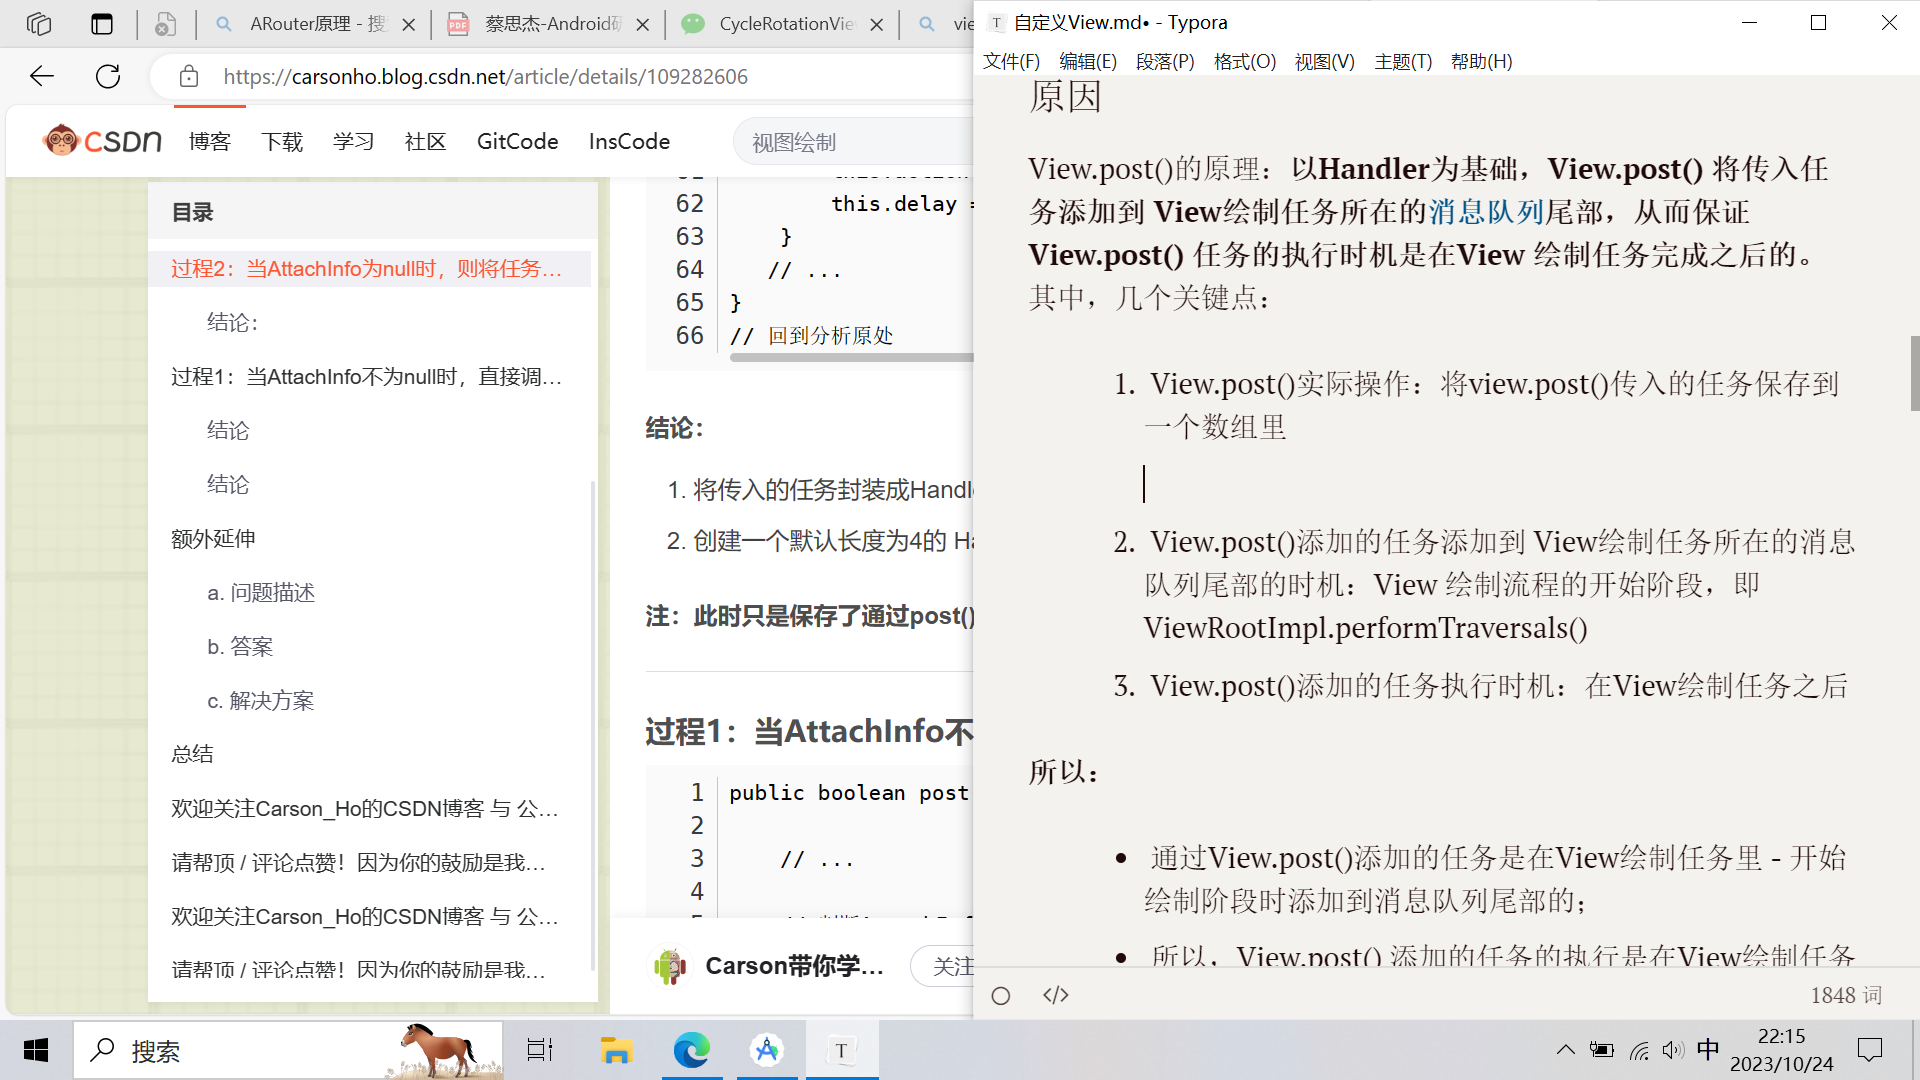 ARouter原理 - 搜
蔡思杰-Android研
CycleRotationVie
vie
https://carsonho.blog.csdn.net/article/details/109282606
CSDN
博客
下载
学习
社区
GitCode
InsCode
视图绘制
目录
过程2：当AttachInfo为null时，则将任务…
结论：
过程1：当AttachInfo不为null时，直接调…
结论
结论
额外延伸
a. 问题描述
b. 答案
c. 解决方案
总结
欢迎关注Carson_Ho的CSDN博客 与 公…
请帮顶 / 评论点赞！因为你的鼓励是我…
欢迎关注Carson_Ho的CSDN博客 与 公…
请帮顶 / 评论点赞！因为你的鼓励是我…
62 this.delay =
63 }
64 // ...
65 }
66 // 回到分析原处
结论：
1. 将传入的任务封装成Handl
2. 创建一个默认长度为4的 Ha
注：此时只是保存了通过post()
过程1：当AttachInfo不
1 public boolean post
2
3 // ...
4
Carson带你学…
关注
自定义View.md• - Typora
文件(F) 编辑(E) 段落(P) 格式(O) 视图(V) 主题(T) 帮助(H)
原因
View.post()的原理：以Handler为基础，View.post() 将传入任
务添加到 View绘制任务所在的消息队列尾部，从而保证
View.post() 任务的执行时机是在View 绘制任务完成之后的。
其中，几个关键点：
1. View.post()实际操作：将view.post()传入的任务保存到
一个数组里
2. View.post()添加的任务添加到 View绘制任务所在的消息
队列尾部的时机：View 绘制流程的开始阶段，即
ViewRootImpl.performTraversals()
3. View.post()添加的任务执行时机：在View绘制任务之后
所以：
• 通过View.post()添加的任务是在View绘制任务里 - 开始
绘制阶段时添加到消息队列尾部的；
• 所以，View.post() 添加的任务的执行是在View绘制任务
1848 词
搜索
中
22:15
2023/10/24